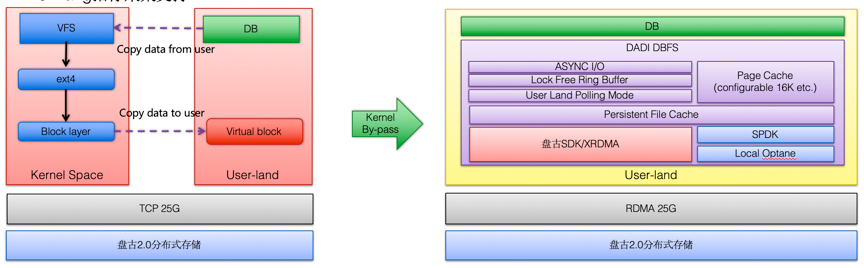 VFS
DB
Copy data from user
ext4
Copy data to user
Block layer
Virtual block
Kernel Space
User-land
TCP 25G
盘古2.0分布式存储
Kernel
By-pass
DB
DADI DBFS
ASYNC I/O
Lock Free Ring Buffer
User Land Polling Mode
Page Cache
(configurable 16K etc.)
Persistent File Cache
盘古SDK/XRDMA
SPDK
Local Optane
User-land
RDMA 25G
盘古2.0分布式存储